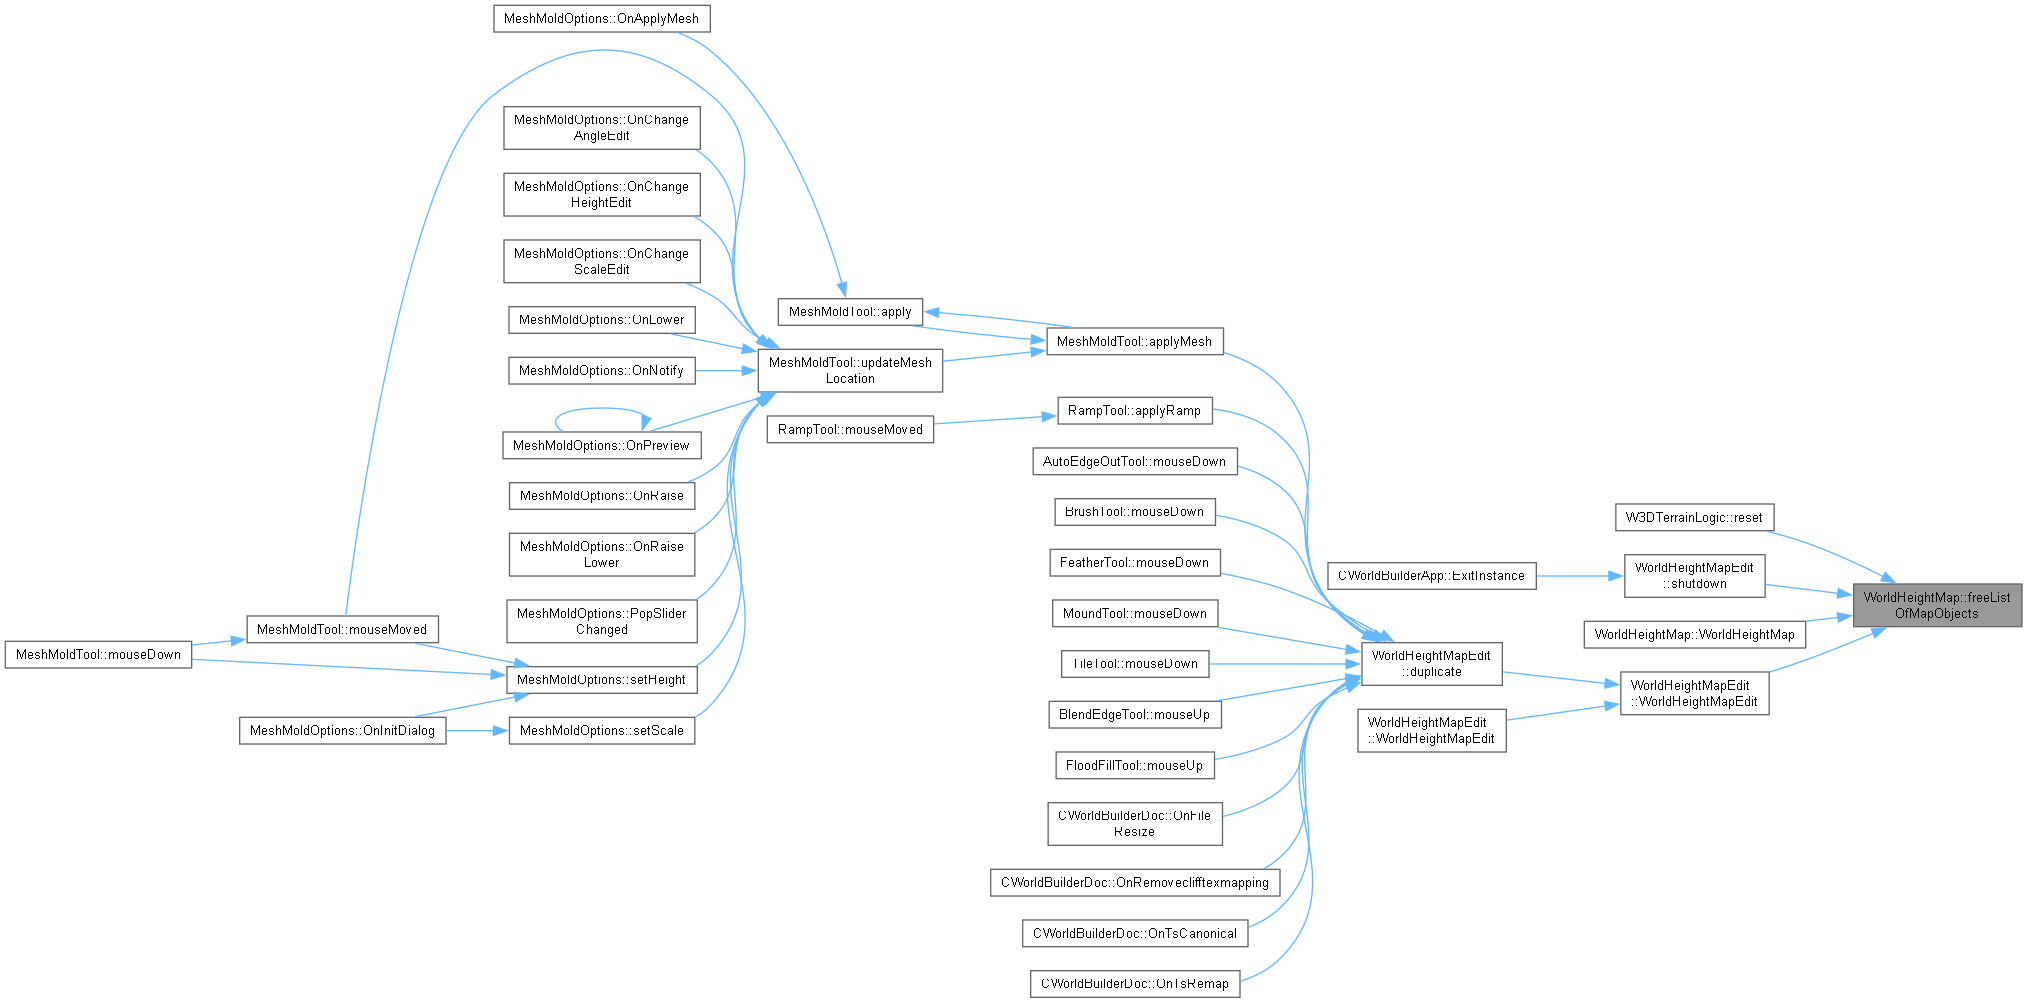 MeshMoldOptions::OnApplyMesh
MeshMoldOptions::OnChange
AngleEdit
MeshMoldOptions::OnChange
HeightEdit
MeshMoldOptions::OnChange
ScaleEdit
MeshMoldOptions::OnLower
MeshMoldOptions::OnNotify
MeshMoldOptions::OnPreview
MeshMoldOptions::OnRaise
MeshMoldOptions::OnRaise
Lower
MeshMoldOptions::PopSlider
Changed
MeshMoldTool::mouseMoved
MeshMoldTool::mouseDown
MeshMoldOptions::setHeight
MeshMoldOptions::OnInitDialog
MeshMoldOptions::setScale
MeshMoldTool::apply
MeshMoldTool::updateMesh
Location
RampTool::mouseMoved
MeshMoldTool::applyMesh
RampTool::applyRamp
AutoEdgeOutTool::mouseDown
BrushTool::mouseDown
FeatherTool::mouseDown
MoundTool::mouseDown
TileTool::mouseDown
BlendEdgeTool::mouseUp
FloodFillTool::mouseUp
CWorldBuilderDoc::OnFile
Resize
CWorldBuilderDoc::OnRemoveclifftexmapping
CWorldBuilderDoc::OnTsCanonical
CWorldBuilderDoc::OnTsRemap
CWorldBuilderApp::ExitInstance
WorldHeightMapEdit
::duplicate
WorldHeightMapEdit
::WorldHeightMapEdit
W3DTerrainLogic::reset
WorldHeightMapEdit
::shutdown
WorldHeightMap::WorldHeightMap
WorldHeightMapEdit
::WorldHeightMapEdit
WorldHeightMap::freeList
OfMapObjects